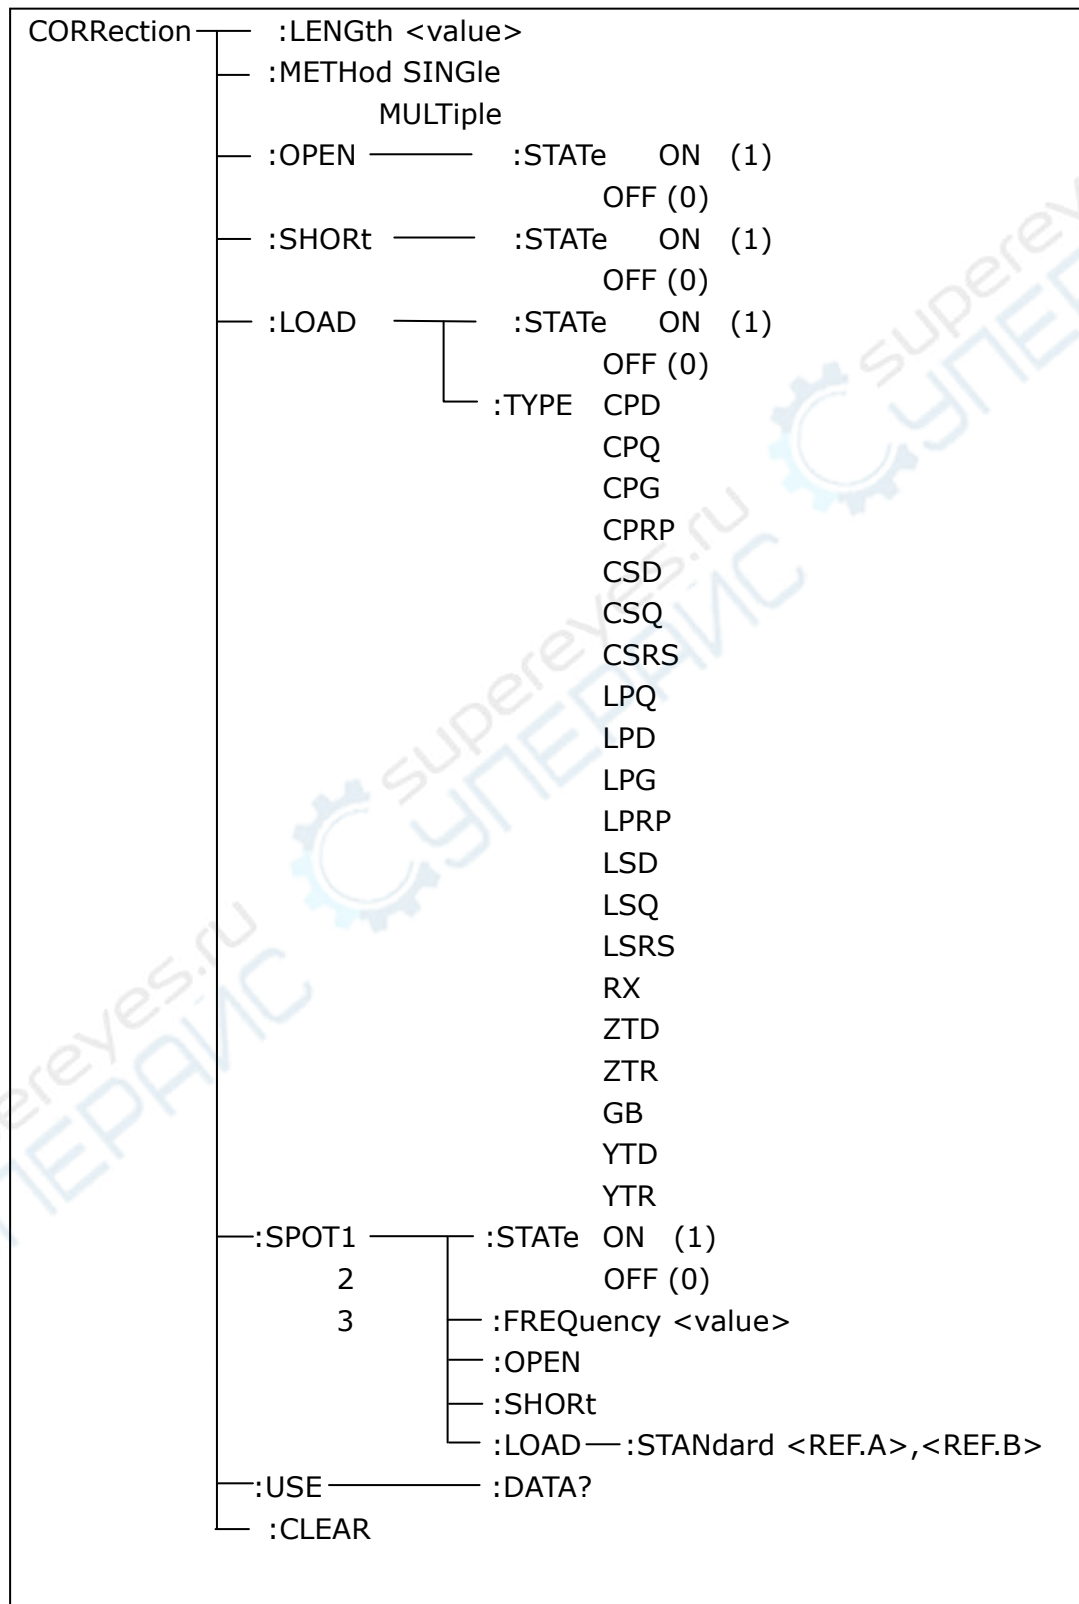 CORRection :LENGth <value>
:METHod SINGle
MULTiple
:OPEN :STATe ON (1)
OFF (0)
:SHORt :STATe ON (1)
OFF (0)
:LOAD :STATe ON (1)
OFF (0)
:TYPE CPD
CPQ
CPG
CPRP
CSD
CSQ
CSRS
LPQ
LPD
LPG
LPRP
LSD
LSQ
LSRS
RX
ZTD
ZTR
GB
YTD
YTR
:SPOT1 :STATe ON (1)
2 OFF (0)
3 :FREQuency <value>
:OPEN
:SHORt
:LOAD :STANdard <REF.A>,<REF.B>
:USE :DATA?
:CLEAR
supereyes.ru
СУПЕРАЙС